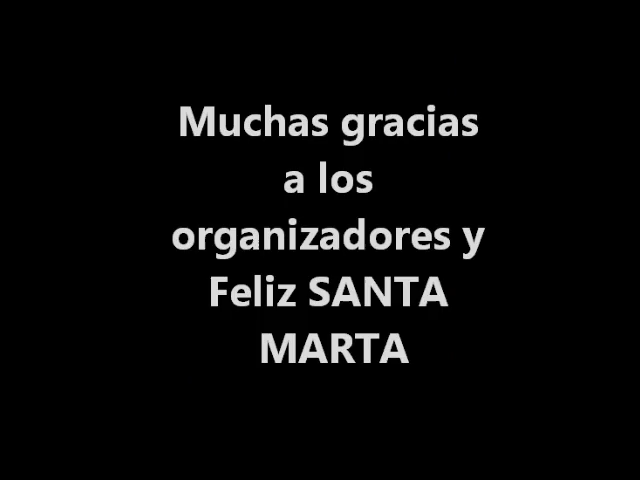 Muchas gracias
a los
organizadores y
Feliz SANTA
MARTA